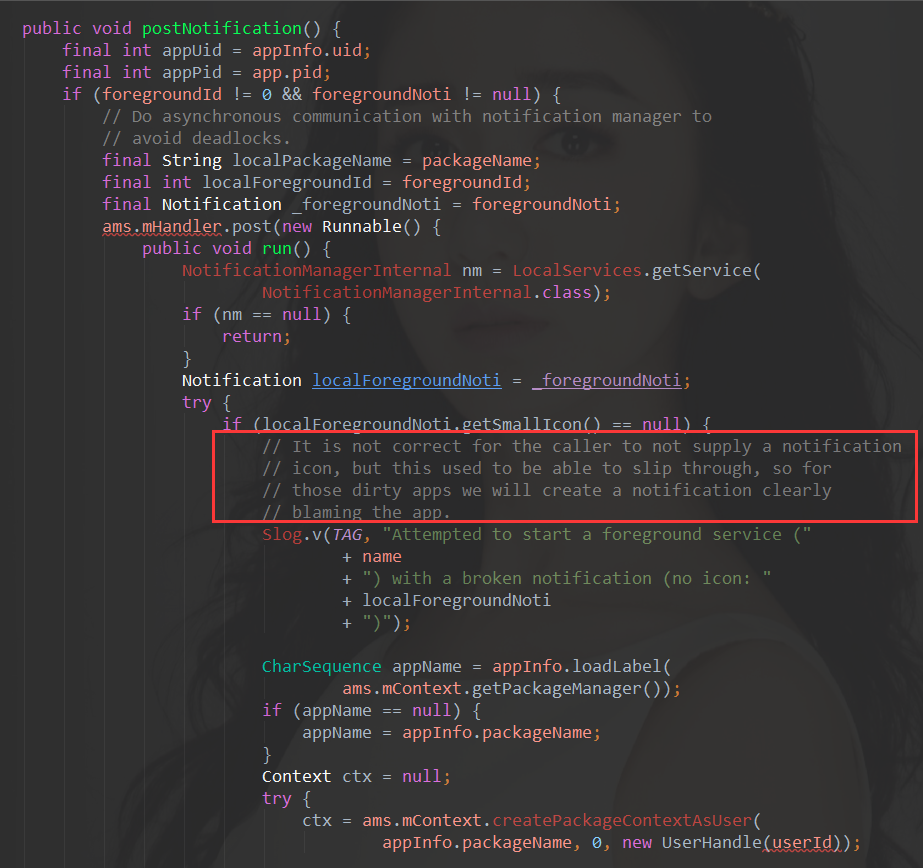 public void postNotification() {
final int appUid = appInfo.uid;
final int appPid = app.pid;
if (foregroundId != 0 && foregroundNoti != null) {
// Do asynchronous communication with notification manager to
// avoid deadlocks.
final String localPackageName = packageName;
final int localForegroundId = foregroundId;
final Notification _foregroundNoti = foregroundNoti;
ams.mHandler.post(new Runnable() {
public void run() {
NotificationManagerInternal nm = LocalServices.getService(
NotificationManagerInternal.class);
if (nm == null) {
return;
}
Notification localForegroundNoti = _foregroundNoti;
try {
if (localForegroundNoti.getSmallIcon() == null) {
// It is not correct for the caller to not supply a notification
// icon, but this used to be able to slip through, so for
// those dirty apps we will create a notification clearly
// blaming the app.
Slog.v(TAG, "Attempted to start a foreground service ("
+ name
+ ") with a broken notification (no icon: "
+ localForegroundNoti
+ ")");
CharSequence appName = appInfo.loadLabel(
ams.mContext.getPackageManager());
if (appName == null) {
appName = appInfo.packageName;
}
Context ctx = null;
try {
ctx = ams.mContext.createPackageContextAsUser(
appInfo.packageName, 0, new UserHandle(userId));